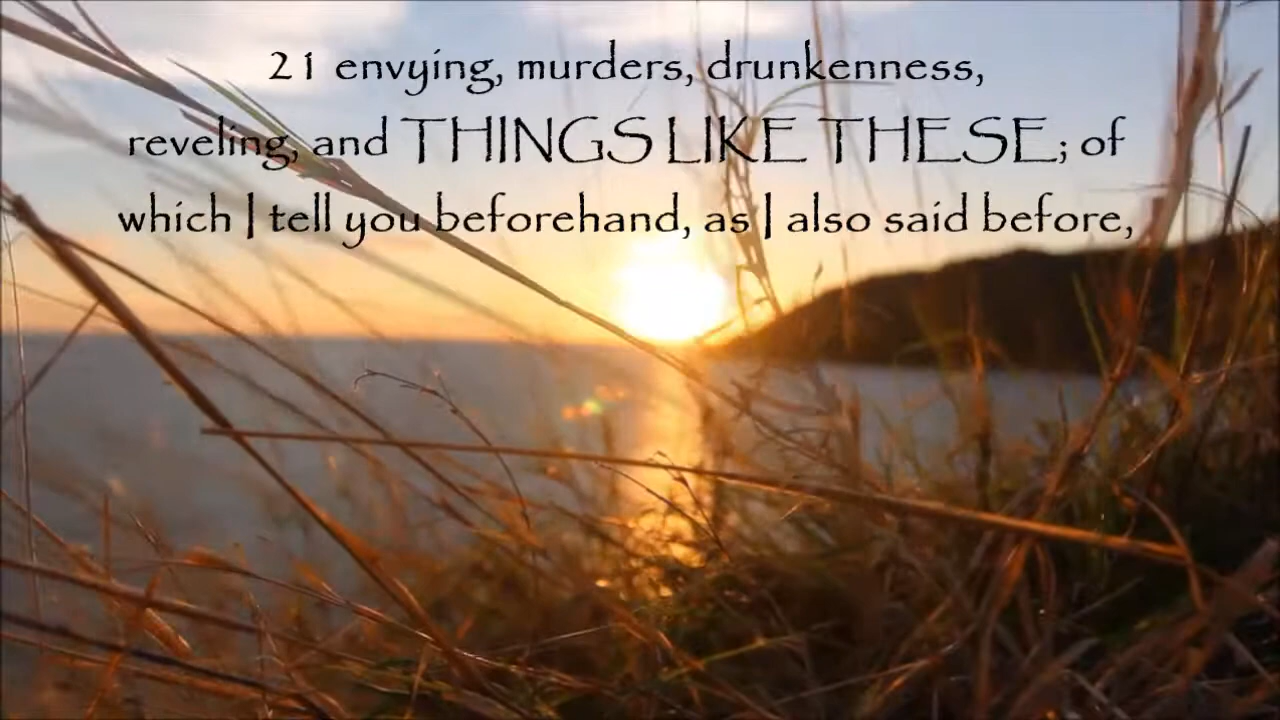 21 envying, murders, drunkenness,
reveling, and THINGS LIKE THESE; of
which I tell you beforehand, as I also said before,